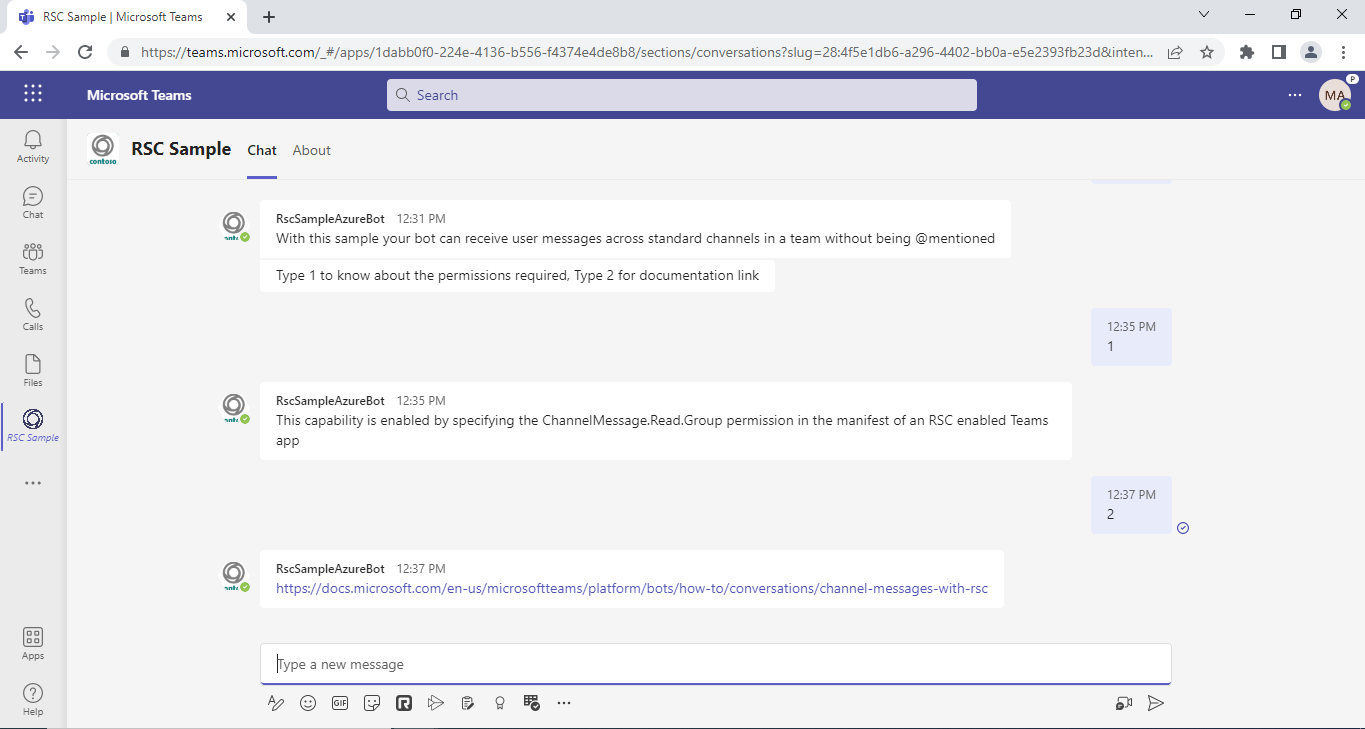 RSC Sample | Microsoft Teams
https://teams.microsoft.com/_#/apps/1dabb0f0-224e-4136-b556-f4374e4de8b8/sections/conversations?slug=28:4f5e1db6-a296-4402-bb0a-e5e2393fb23d&inten...
Microsoft Teams
Search
MA
P
Activity
Chat
Teams
Calls
Files
RSC Sample
Apps
Help
contoso
RSC Sample
Chat
About
RscSampleAzureBot 12:31 PM
With this sample your bot can receive user messages across standard channels in a team without being @mentioned
Type 1 to know about the permissions required, Type 2 for documentation link
12:35 PM
1
RscSampleAzureBot 12:35 PM
This capability is enabled by specifying the ChannelMessage.Read.Group permission in the manifest of an RSC enabled Teams
app
12:37 PM
2
RscSampleAzureBot 12:37 PM
https://docs.microsoft.com/en-us/microsoftteams/platform/bots/how-to/conversations/channel-messages-with-rsc
Type a new message
GIF